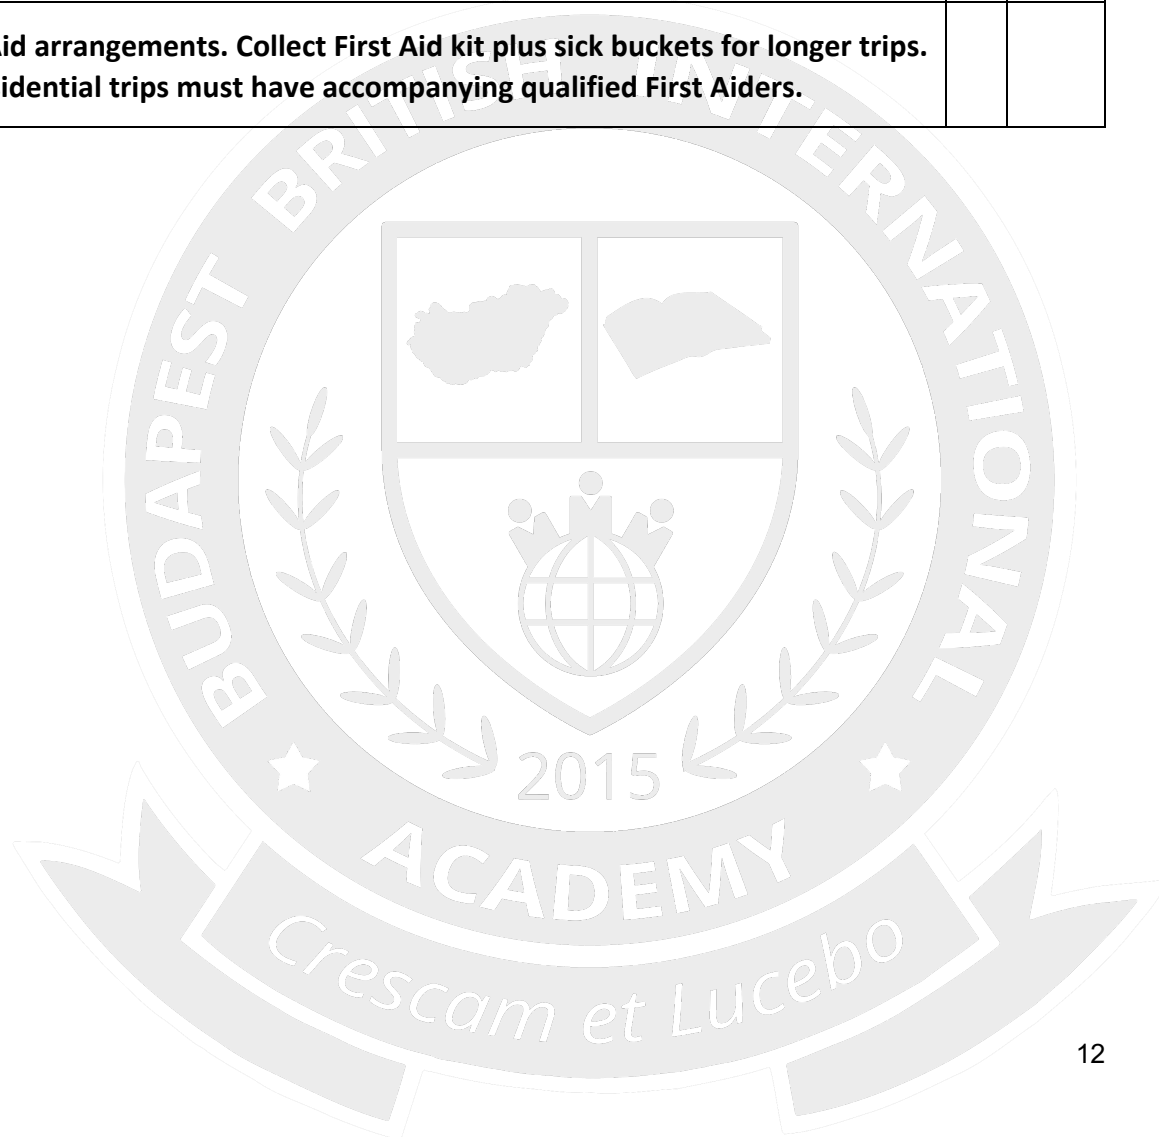 id arrangements. Collect First Aid kit plus sick buckets for longer trips.
idential trips must have accompanying qualified First Aiders.
BUDAPEST BRITISH INTERNATIONAL
2015
ACADEMY
Crescam et Lucebo
12